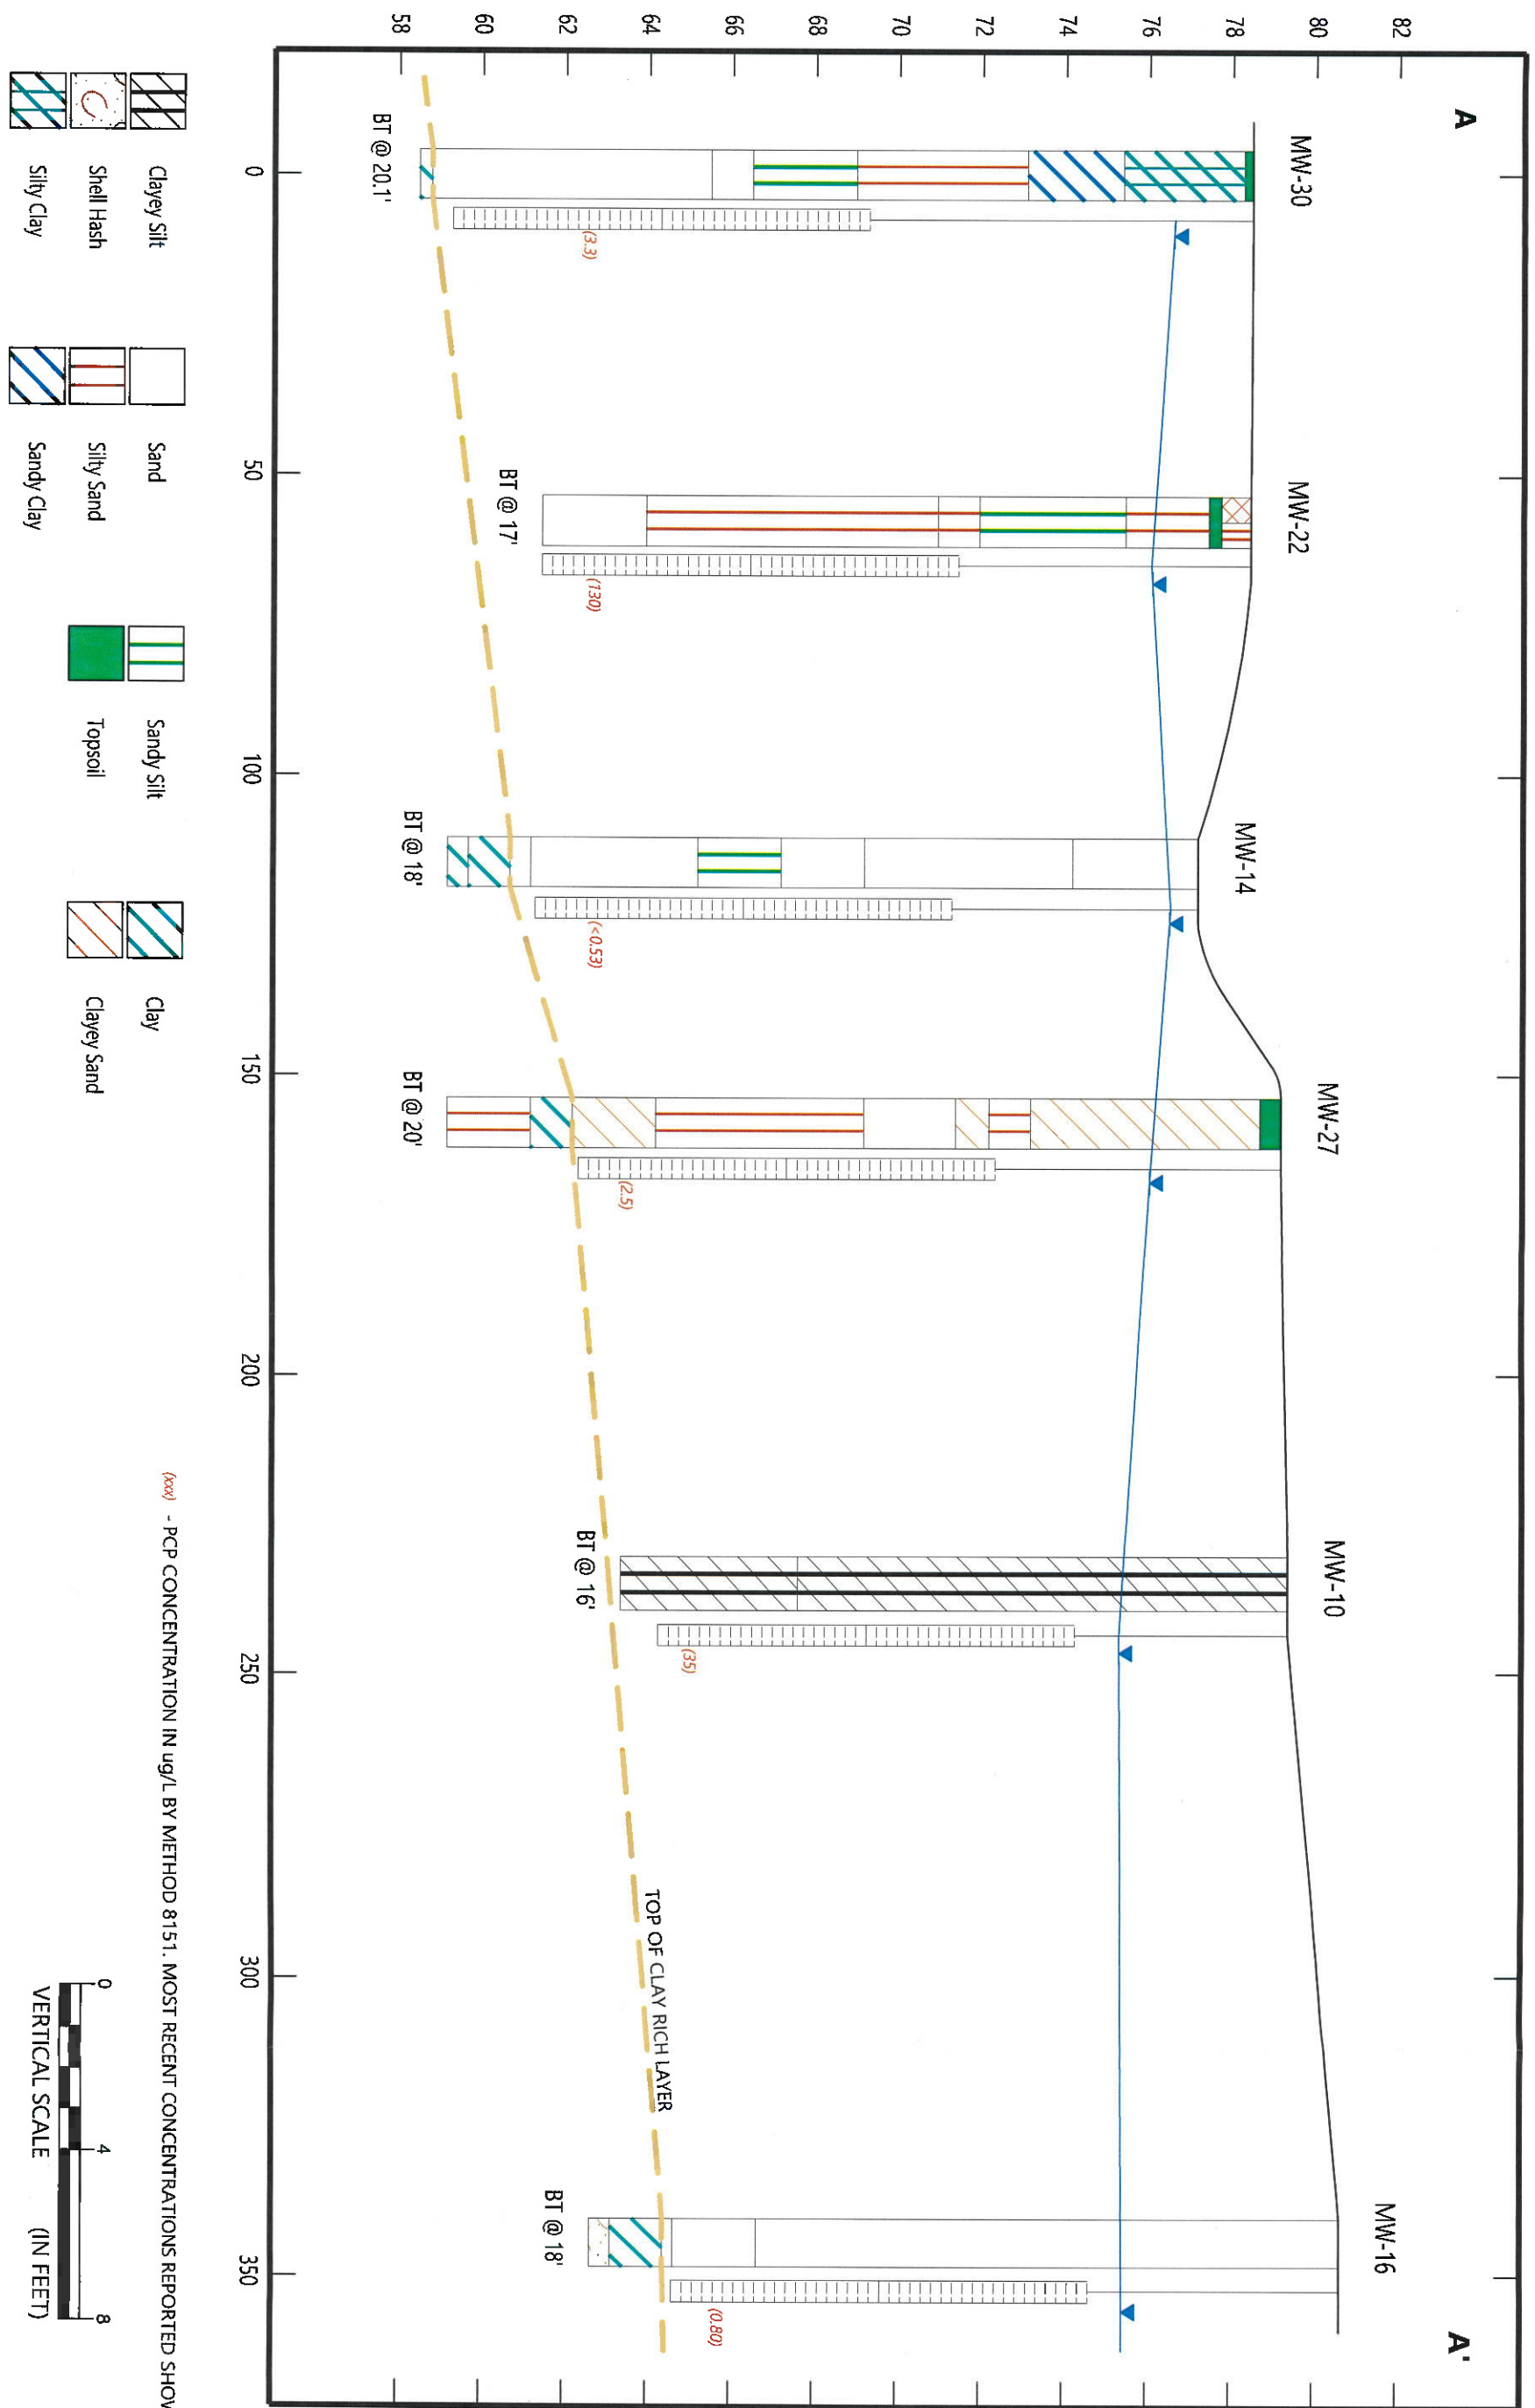 A
A'
MW-30
MW-22
MW-14
MW-27
MW-10
MW-16
82
80
78
76
74
72
70
68
66
64
62
60
58
(3.3)
(130)
(<0.53)
(2.5)
(35)
(0.80)
TOP OF CLAY RICH LAYER
BT @ 20.1'
BT @ 17'
BT @ 18'
BT @ 20'
BT @ 16'
BT @ 18'
0
50
100
150
200
250
300
350
Clayey Silt
Sand
Sandy Silt
Clay
Shell Hash
Silty Sand
Topsoil
Clayey Sand
Silty Clay
Sandy Clay
(xxx) - PCP CONCENTRATION IN ug/L BY METHOD 8151. MOST RECENT CONCENTRATIONS REPORTED
0 4 8
VERTICAL SCALE (IN FEET)